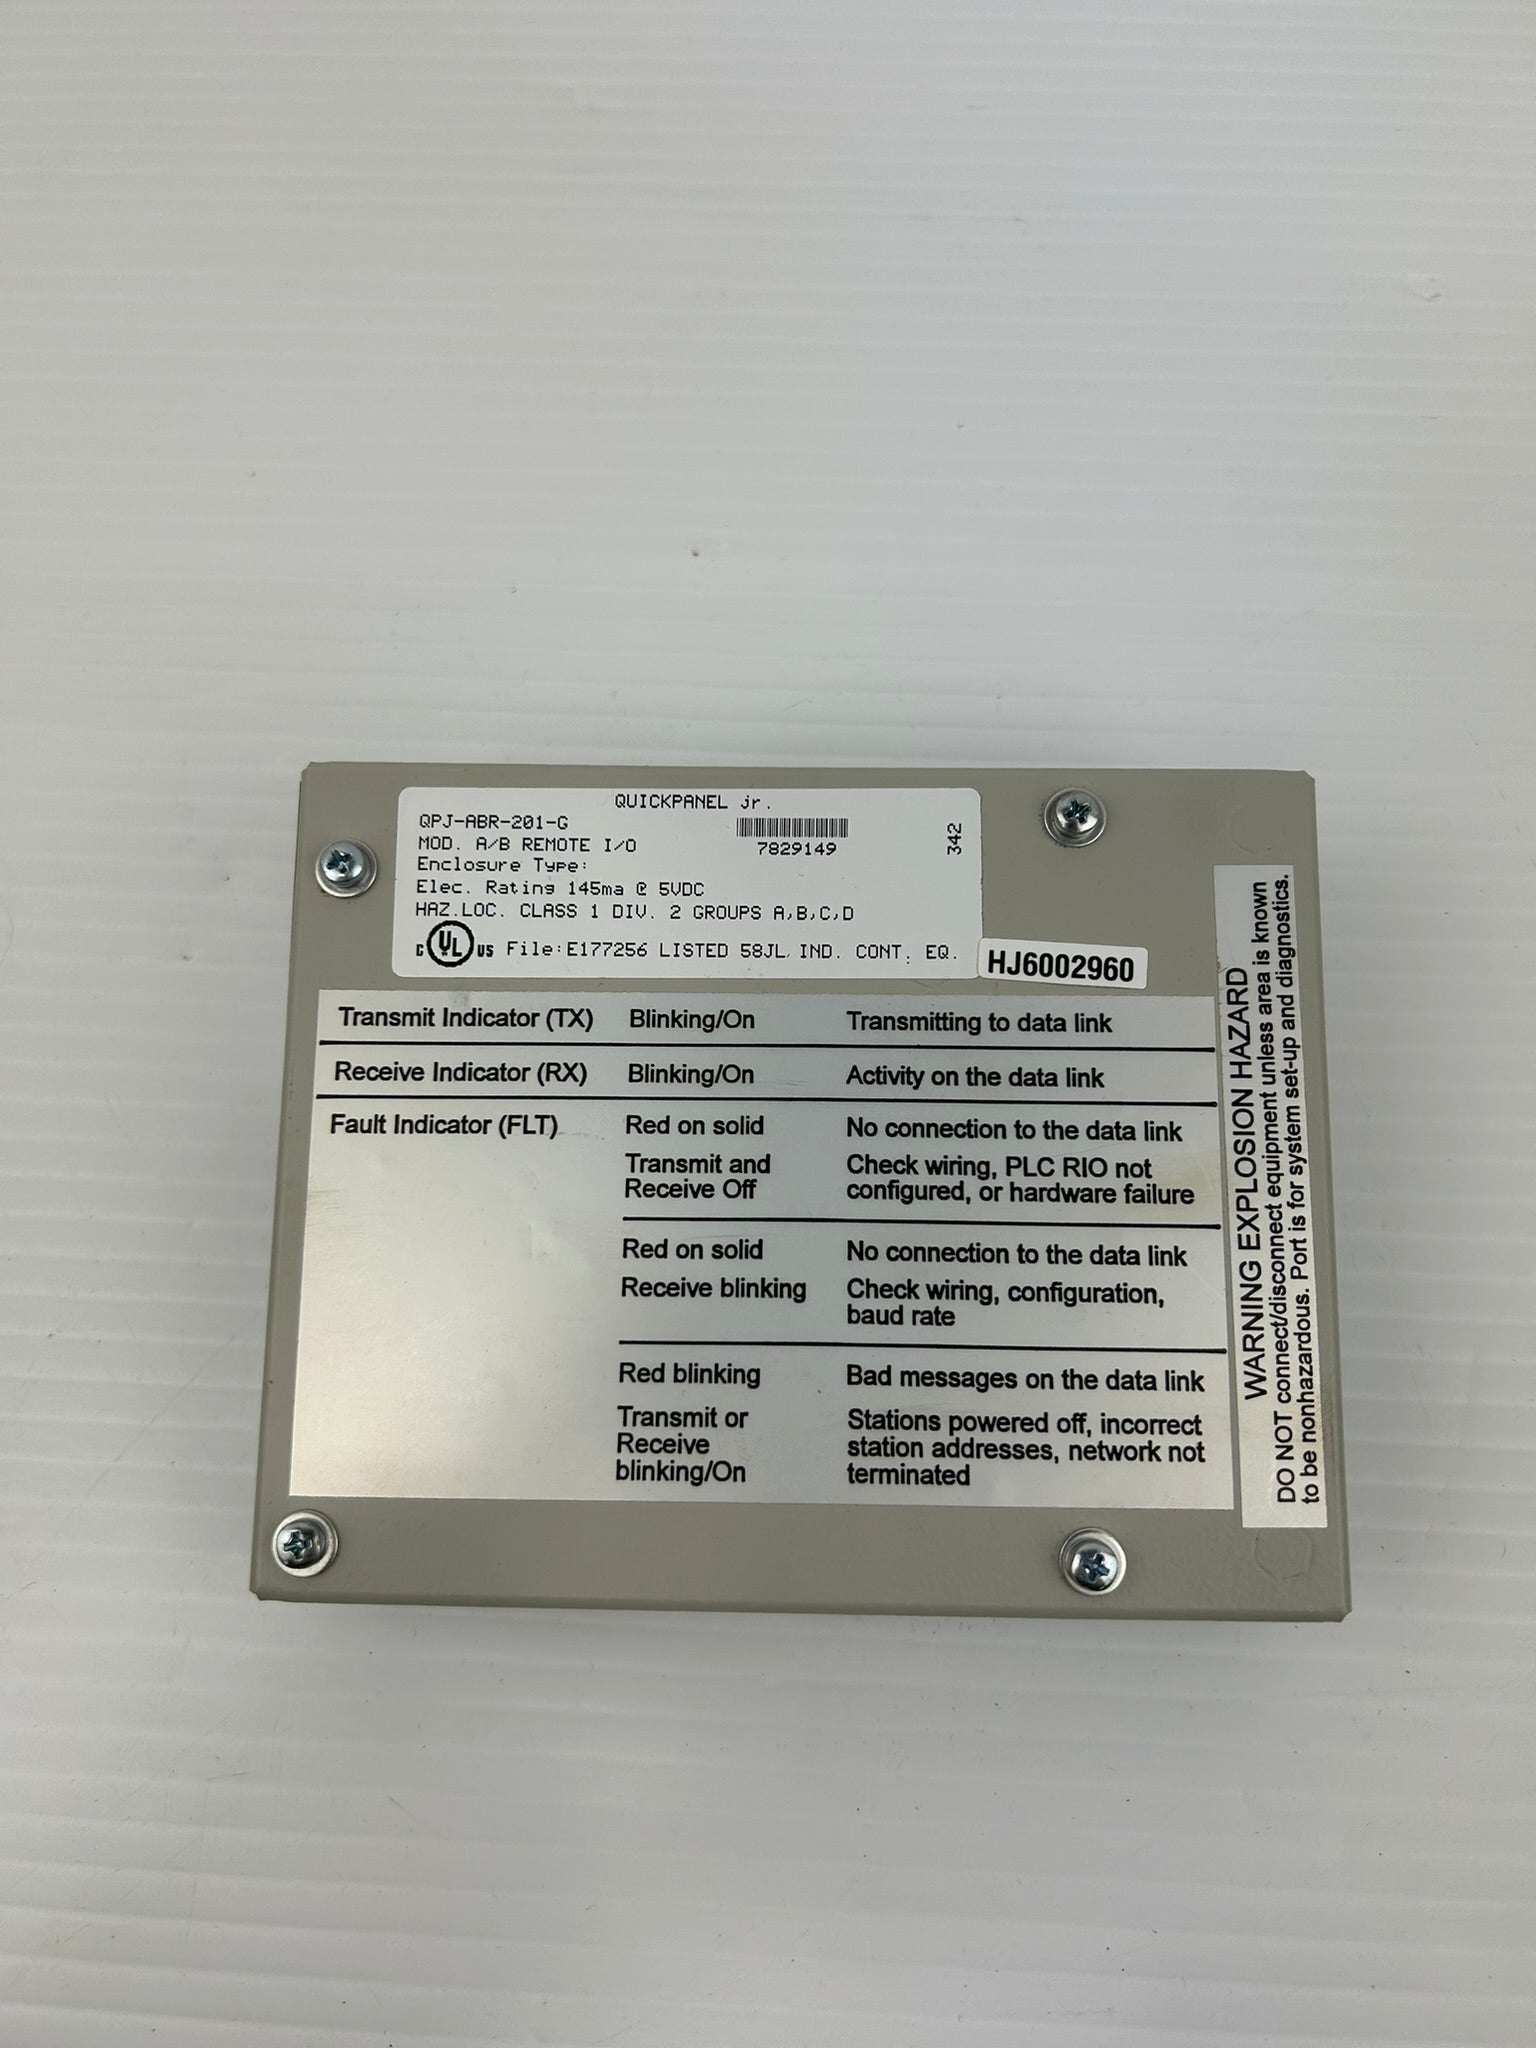 QUICKPANEL jr.
QPJ-ABR-201-G
MOD. A/B REMOTE I/O
7829149
342
Enclosure Type:
Elec. Rating 145ma @ 5VDC
HAZ.LOC. CLASS 1 DIV. 2 GROUPS A,B,C,D
C UL US File:E177256 LISTED 58JL IND. CONT. EQ.
HJ6002960
Transmit Indicator (TX) Blinking/On Transmitting to data link
Receive Indicator (RX) Blinking/On Activity on the data link
Fault Indicator (FLT) Red on solid No connection to the data link
Transmit and Check wiring, PLC RIO not
Receive Off configured, or hardware failure
Red on solid No connection to the data link
Receive blinking Check wiring, configuration,
baud rate
Red blinking Bad messages on the data link
Transmit or Stations powered off, incorrect
Receive station addresses, network not
blinking/On terminated
WARNING EXPLOSION HAZARD
DO NOT connect/disconnect equipment unless area is known
to be nonhazardous. Port is for system set-up and diagnostics.